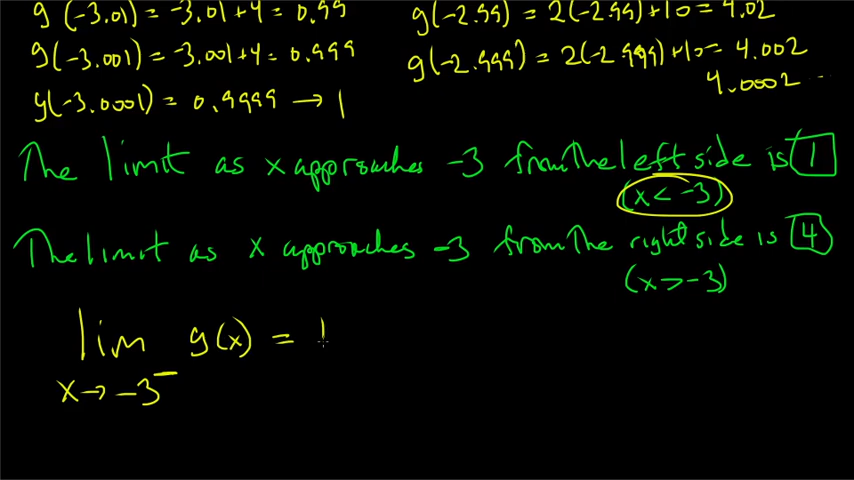 g(-3.01) = -3.01+4 = 0.99
g(-3.001) = -3.001+4 = 0.999
g(-3.0001) = 0.9999 → 1
g(-2.99) = 2(-2.99)+10 = 4.02
g(-2.999) = 2(-2.999)+10 = 4.002
4.0002 ...
The limit as x approaches -3 from the left side is 1
(x < -3)
The limit as x approaches -3 from the right side is 4
(x > -3)
lim g(x) = 1
x → -3⁻